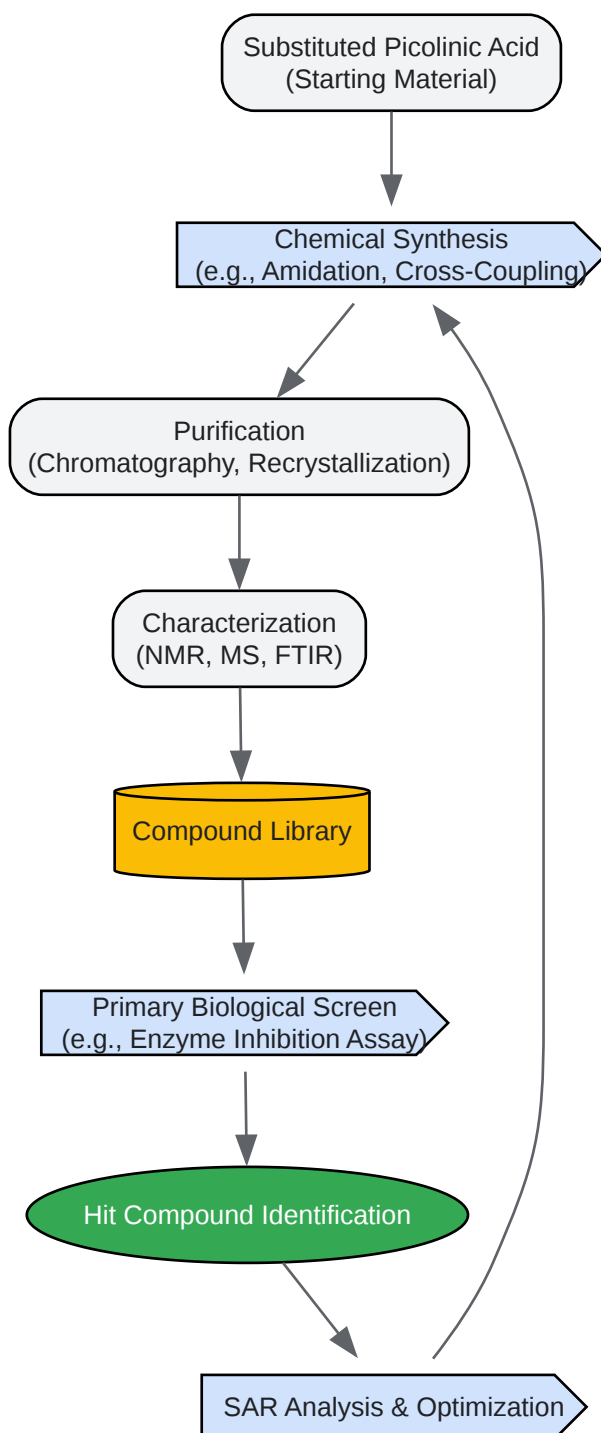 Substituted Picolinic Acid
(Starting Material)
Chemical Synthesis
(e.g., Amidation, Cross-Coupling)
Purification
(Chromatography, Recrystallization)
Characterization
(NMR, MS, FTIR)
Compound Library
Primary Biological Screen
(e.g., Enzyme Inhibition Assay)
Hit Compound Identification
SAR Analysis & Optimization